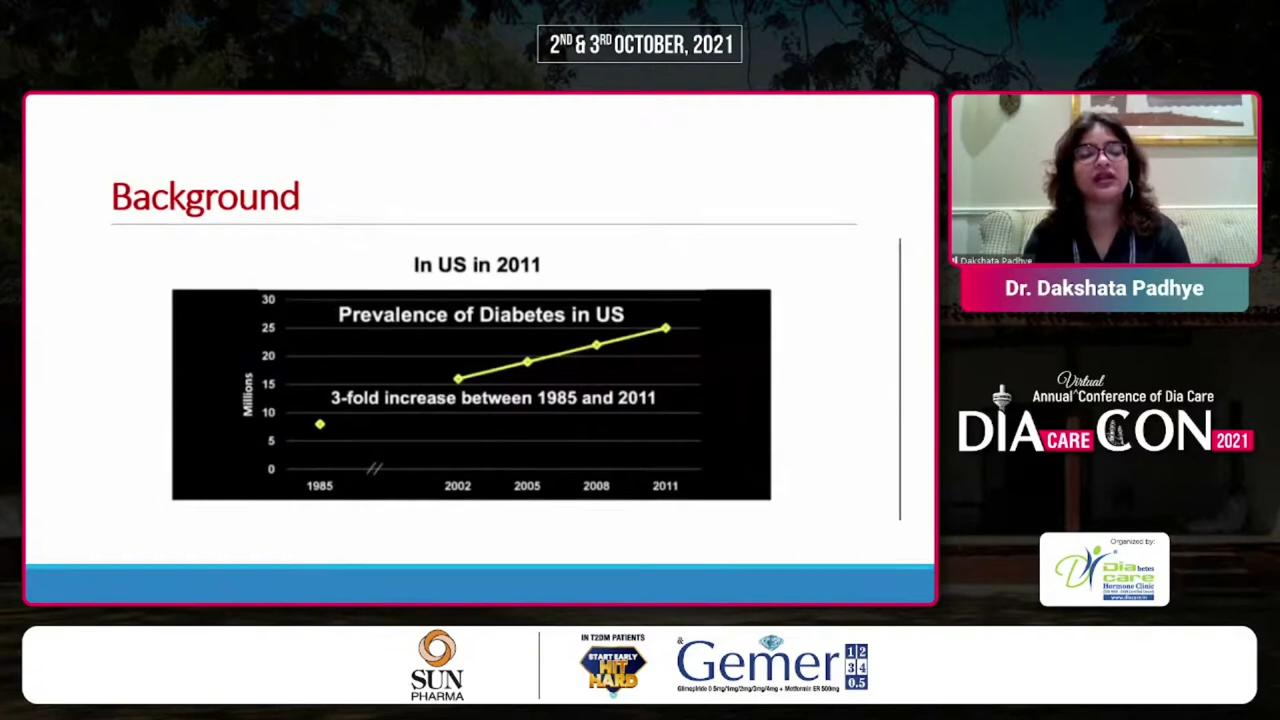 2ND & 3RD OCTOBER, 2021
Background
In US in 2011
Prevalence of Diabetes in US
3-fold increase between 1985 and 2011
Millions
30
25
20
15
10
5
0
1985
2002
2005
2008
2011
Dakshata Padhye
Dr. Dakshata Padhye
Virtual
Annual^Conference of Dia Care
DIA CARE CON 2021
Organized by:
Diabetes
care
Hormone Clinic
www.diacare.in
SUN
PHARMA
IN T2DM PATIENTS
START EARLY
HIT
HARD
&
Gemer
1 2
3 4
0.5
Glimepiride 0.5mg/1mg/2mg/3mg/4mg + Metformin ER 500mg